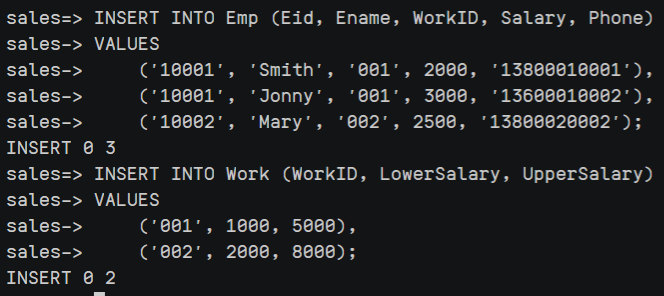 sales=> INSERT INTO Emp (Eid, Ename, WorkID, Salary, Phone)
sales-> VALUES
sales->     ('10001', 'Smith', '001', 2000, '13800010001'),
sales->     ('10001', 'Jonny', '001', 3000, '13600010002'),
sales->     ('10002', 'Mary', '002', 2500, '13800020002');
INSERT 0 3
sales=> INSERT INTO Work (WorkID, LowerSalary, UpperSalary)
sales-> VALUES
sales->     ('001', 1000, 5000),
sales->     ('002', 2000, 8000);
INSERT 0 2